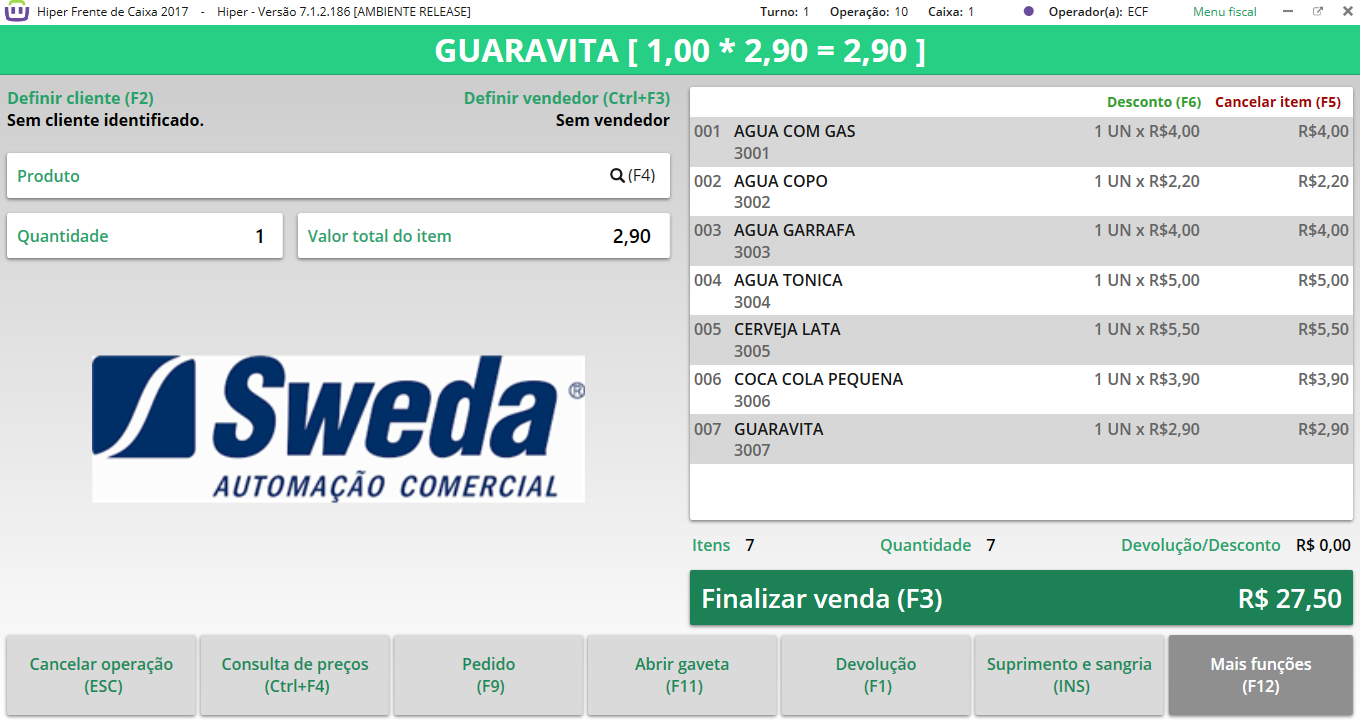 Hiper Frente de Caixa 2017 - Hiper - Versão 7.1.2.186 [AMBIENTE RELEASE] Turno: 1 Operação: 10 Caixa: 1 Operador(a): ECF Menu fiscal
GUARAVITA [ 1,00 * 2,90 = 2,90 ]
Definir cliente (F2) Definir vendedor (Ctrl+F3)
Sem cliente identificado. Sem vendedor
Produto (F4)
Quantidade 1 Valor total do item 2,90
Sweda ®
AUTOMAÇÃO COMERCIAL
Desconto (F6) Cancelar item (F5)
001 AGUA COM GAS 1 UN x R$4,00 R$4,00
3001
002 AGUA COPO 1 UN x R$2,20 R$2,20
3002
003 AGUA GARRAFA 1 UN x R$4,00 R$4,00
3003
004 AGUA TONICA 1 UN x R$5,00 R$5,00
3004
005 CERVEJA LATA 1 UN x R$5,50 R$5,50
3005
006 COCA COLA PEQUENA 1 UN x R$3,90 R$3,90
3006
007 GUARAVITA 1 UN x R$2,90 R$2,90
3007
Itens 7 Quantidade 7 Devolução/Desconto R$ 0,00
Finalizar venda (F3) R$ 27,50
Cancelar operação (ESC)
Consulta de preços (Ctrl+F4)
Pedido (F9)
Abrir gaveta (F11)
Devolução (F1)
Suprimento e sangria (INS)
Mais funções (F12)